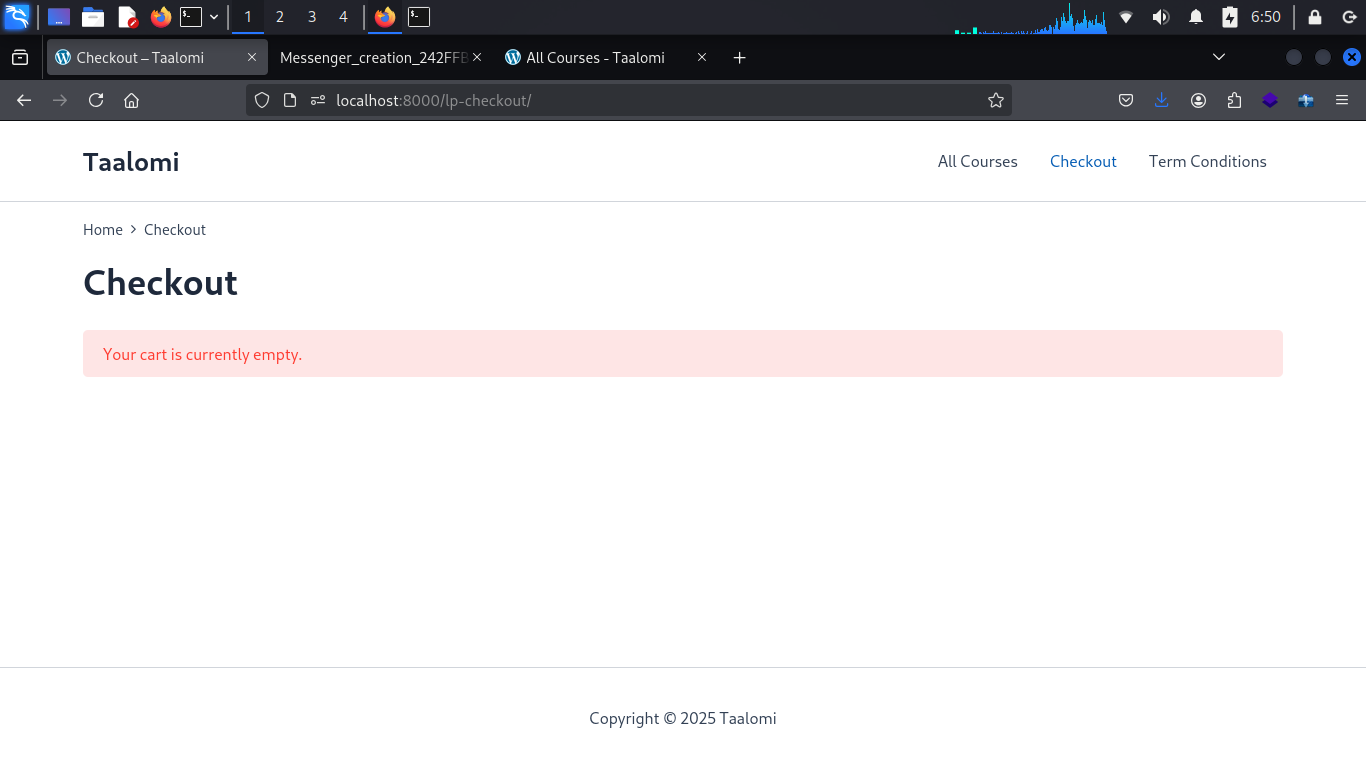 1 2 3 4 6:50
Checkout – Taalomi Messenger_creation_242FFB All Courses - Taalomi
localhost:8000/lp-checkout/
Taalomi All Courses Checkout Term Conditions
Home > Checkout
Checkout
Your cart is currently empty.
Copyright © 2025 Taalomi